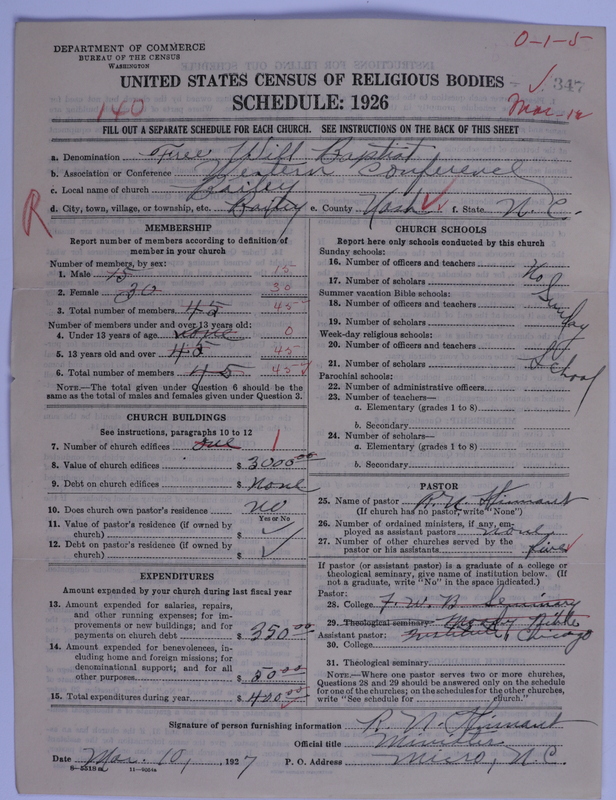 DEPARTMENT OF COMMERCE
BUREAU OF THE CENSUS
WASHINGTON
0-1-5
UNITED STATES CENSUS OF RELIGIOUS BODIES
347
140
SCHEDULE: 1926
FILL OUT A SEPARATE SCHEDULE FOR EACH CHURCH. SEE INSTRUCTIONS ON THE BACK OF THIS SHEET
a. Denomination Free Will Baptist
b. Association or Conference Western Conference
c. Local name of church Bailey
d. City, town, village, or township, etc. Bailey e. County Nash f. State N. C.
R
MEMBERSHIP
Report number of members according to definition of member in your church
Number of members, by sex:
1. Male 15 15
2. Female 30 30
3. Total number of members 45 45
Number of members under and over 13 years old:
4. Under 13 years of age none 0
5. 13 years old and over 45 45
6. Total number of members 45 45
NOTE.—The total given under Question 6 should be the
same as the total of males and females given under Question 3.
CHURCH BUILDINGS
See instructions, paragraphs 10 to 12
7. Number of church edifices one 1
8. Value of church edifices $ 3000 00
9. Debt on church edifices $ None
10. Does church own pastor's residence no
Yes or No
11. Value of pastor's residence (if owned by
church) $
12. Debt on pastor's residence (if owned by
church) $
EXPENDITURES
Amount expended by your church during last fiscal year
13. Amount expended for salaries, repairs,
and other running expenses; for im-
provements or new buildings; and for
payments on church debt $ 350 00
14. Amount expended for benevolences, in-
cluding home and foreign missions; for
denominational support; and for all
other purposes $ 50 00
15. Total expenditures during year $ 400 00
CHURCH SCHOOLS
Report here only schools conducted by this church
Sunday schools:
16. Number of officers and teachers
17. Number of scholars
Summer vacation Bible schools:
18. Number of officers and teachers
19. Number of scholars
Week-day religious schools:
20. Number of officers and teachers
21. Number of scholars
No Sunday School
Parochial schools:
22. Number of administrative officers
23. Number of teachers—
a. Elementary (grades 1 to 8)
b. Secondary
24. Number of scholars—
a. Elementary (grades 1 to 8)
b. Secondary
PASTOR
25. Name of pastor R. N. Hinnant
(If church has no pastor, write "None")
26. Number of ordained ministers, if any, em-
ployed as assistant pastors none
27. Number of other churches served by the
pastor or his assistants five
If pastor (or assistant pastor) is a graduate of a college or
theological seminary, give name of institution below. (If
not a graduate, write "No" in the space indicated.)
Pastor:
28. College F. W. B Seminary
29. Theological seminary Moody Bible
Assistant pastor: Institute, Chicago
30. College
31. Theological seminary
NOTE.—Where one pastor serves two or more churches,
Questions 28 and 29 should be answered only on the schedule
for one of the churches; on the schedules for the other churches,
write "See schedule for church."
Signature of person furnishing information R. N. Hinnant
Official title Minister
Date Mar. 10, 1927 P. O. Address Micro, N. C.